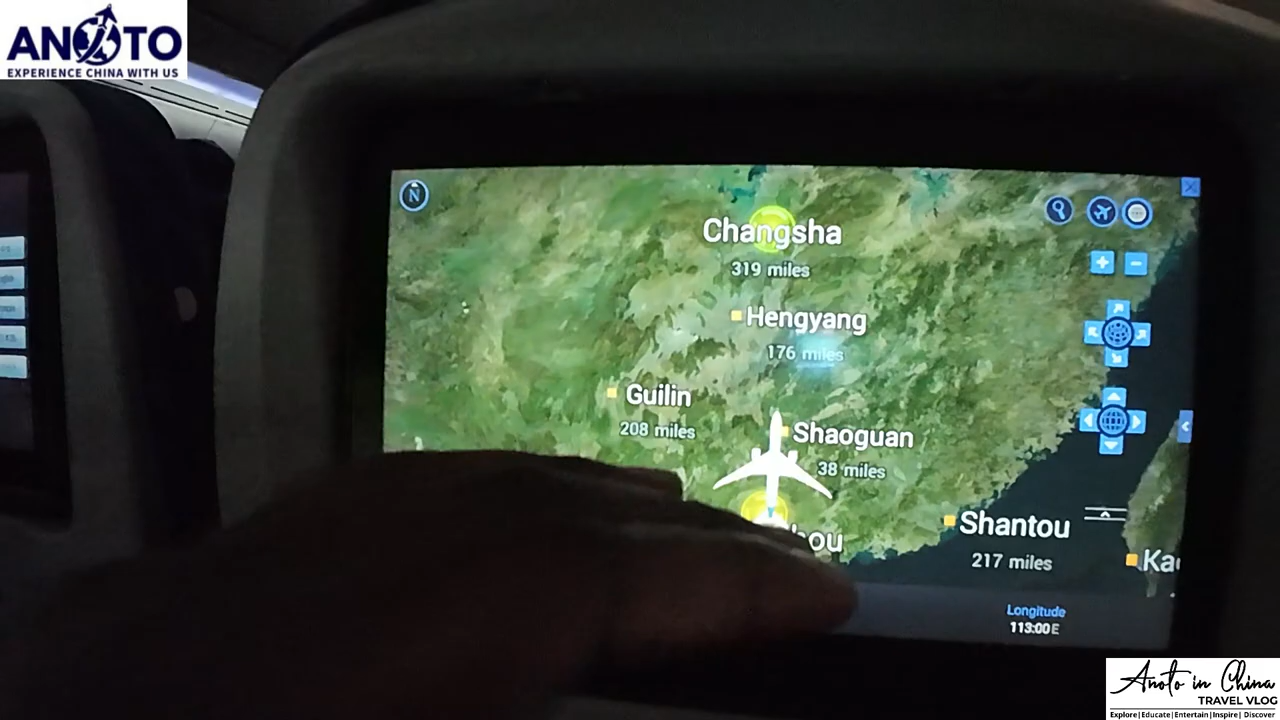 ANOTO
EXPERIENCE CHINA WITH US
N
Changsha
319 miles
Hengyang
176 miles
Guilin
208 miles
Shaoguan
38 miles
hou
Shantou
217 miles
Longitude
113:00 E
Anoto in China
TRAVEL VLOG
Explore|Educate|Entertain|Inspire| Discover